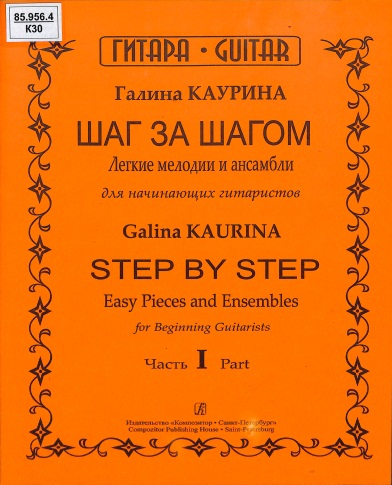 85.956.4
К30
ГИТАРА • GUITAR
Галина КАУРИНА
ШАГ ЗА ШАГОМ
Легкие мелодии и ансамбли
для начинающих гитаристов
Galina KAURINA
STEP BY STEP
Easy Pieces and Ensembles
for Beginning Guitarists
Часть I Part
Издательство «Композитор • Санкт-Петербург»
Compozitor Publishing House • Saint-Petersburg